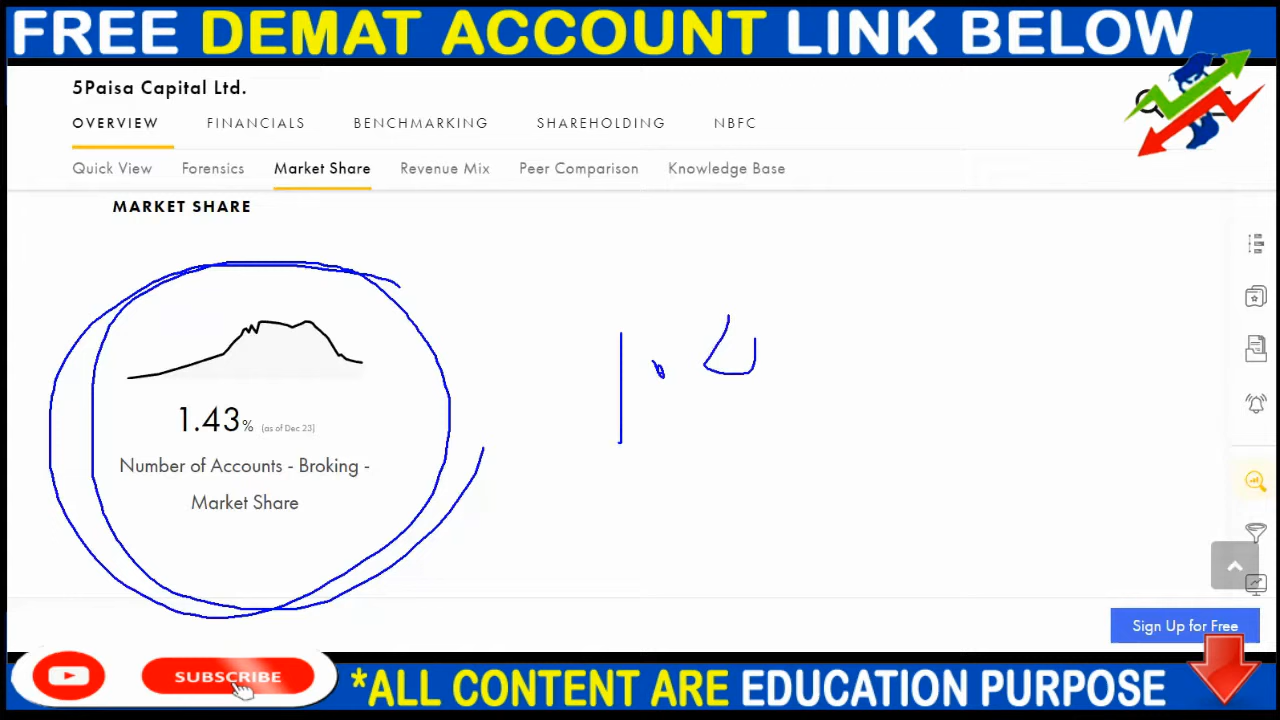 FREE DEMAT ACCOUNT LINK BELOW
5Paisa Capital Ltd.
OVERVIEW FINANCIALS BENCHMARKING SHAREHOLDING NBFC
Quick View Forensics Market Share Revenue Mix Peer Comparison Knowledge Base
MARKET SHARE
1.43% (as of Dec 23)
Number of Accounts - Broking -
Market Share
Sign Up for Free
SUBSCRIBE
*ALL CONTENT ARE EDUCATION PURPOSE